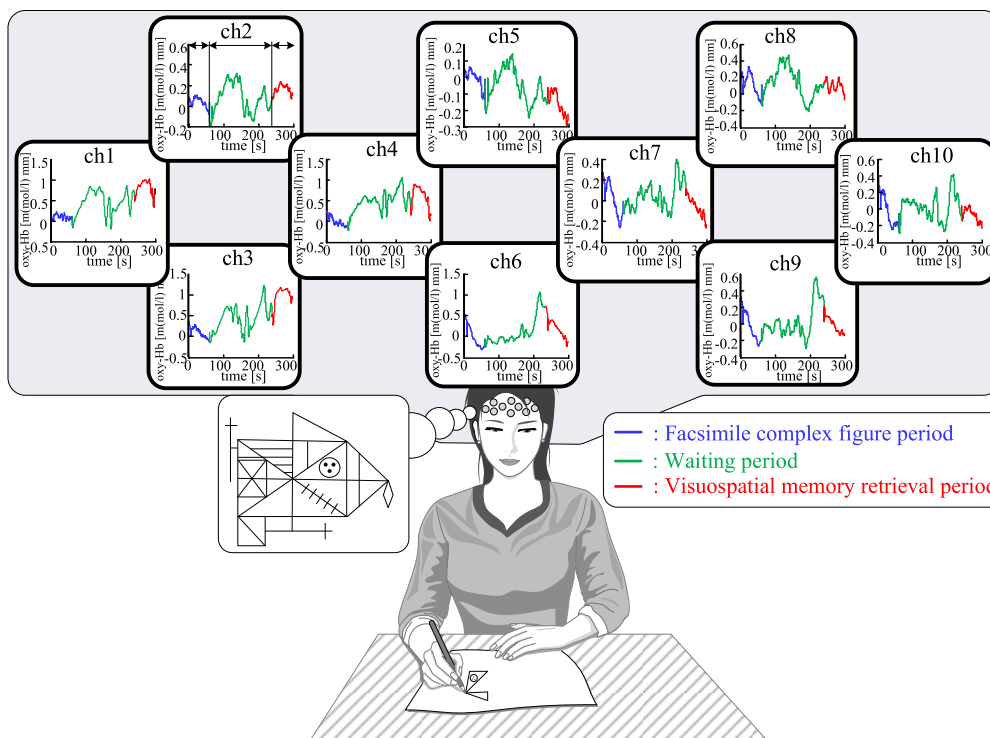 ch2
oxy-Hb [m(mol/l) mm]
0.6
0.4
0.2
0
-0.2
0 100 200 300
time [s]
ch5
oxy-Hb [m(mol/l) mm]
0.2
0.1
0
-0.1
-0.2
-0.3
0 100 200 300
time [s]
ch8
oxy-Hb [m(mol/l) mm]
0.6
0.4
0.2
0
-0.2
-0.4
0 100 200 300
time [s]
ch1
oxy-Hb [m(mol/l) mm]
1.5
1
0.5
0
-0.5
0 100 200 300
time [s]
ch4
oxy-Hb [m(mol/l) mm]
1.5
1
0.5
0
-0.5
0 100 200 300
time [s]
ch7
oxy-Hb [m(mol/l) mm]
0.4
0.2
0
-0.2
-0.4
0 100 200 300
time [s]
ch10
oxy-Hb [m(mol/l) mm]
0.6
0.4
0.2
0
-0.2
-0.4
0 100 200 300
time [s]
ch3
oxy-Hb [m(mol/l) mm]
1.5
1
0.5
0
-0.5
0 100 200 300
time [s]
ch6
oxy-Hb [m(mol/l) mm]
1.5
1
0.5
0
-0.5
0 100 200 300
time [s]
ch9
oxy-Hb [m(mol/l) mm]
0.6
0.4
0.2
0
-0.2
-0.4
0 100 200 300
time [s]
: Facsimile complex figure period
: Waiting period
: Visuospatial memory retrieval period